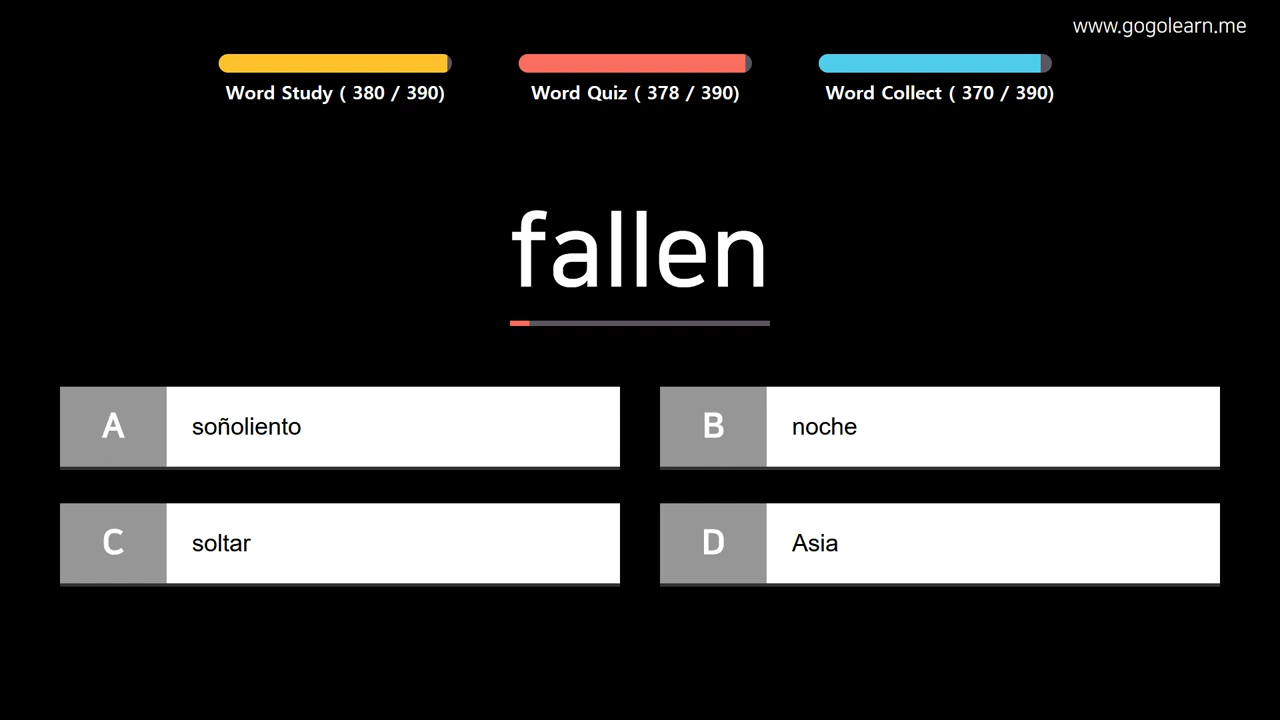 www.gogolearn.me
Word Study ( 380 / 390)
Word Quiz ( 378 / 390)
Word Collect ( 370 / 390)
fallen
A soñoliento
B noche
C soltar
D Asia